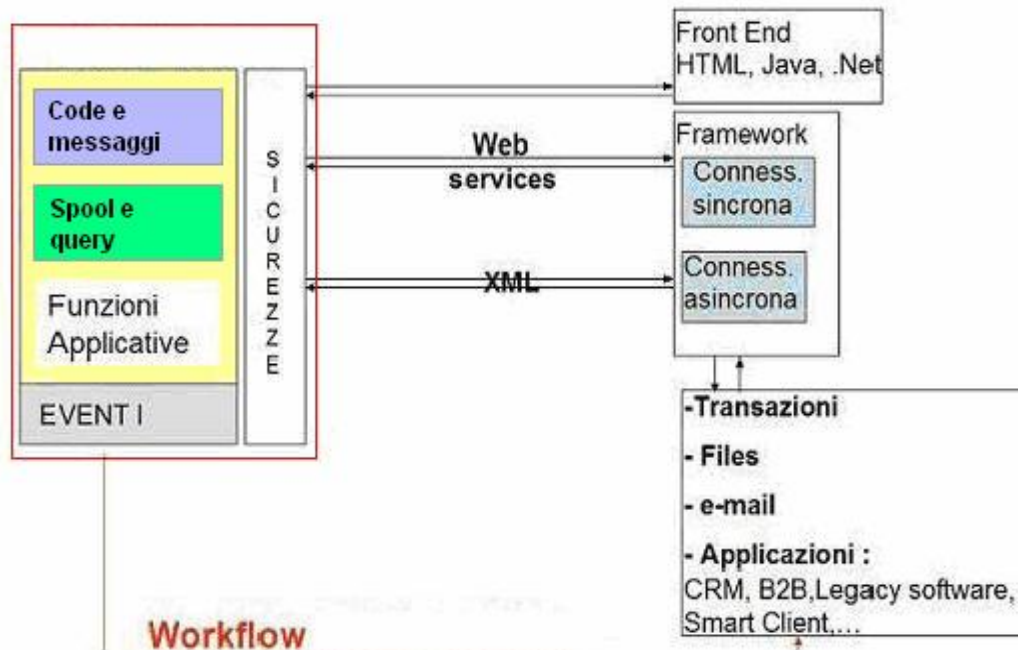 Code e
messaggi
Spool e
query
Funzioni
Applicative
EVENT I
SICUREZZE
Web
services
XML
Front End
HTML, Java, .Net
Framework
Conness.
sincrona
Conness.
asincrona
-Transazioni
- Files
- e-mail
- Applicazioni :
CRM, B2B,Legacy software,
Smart Client,...
Workflow